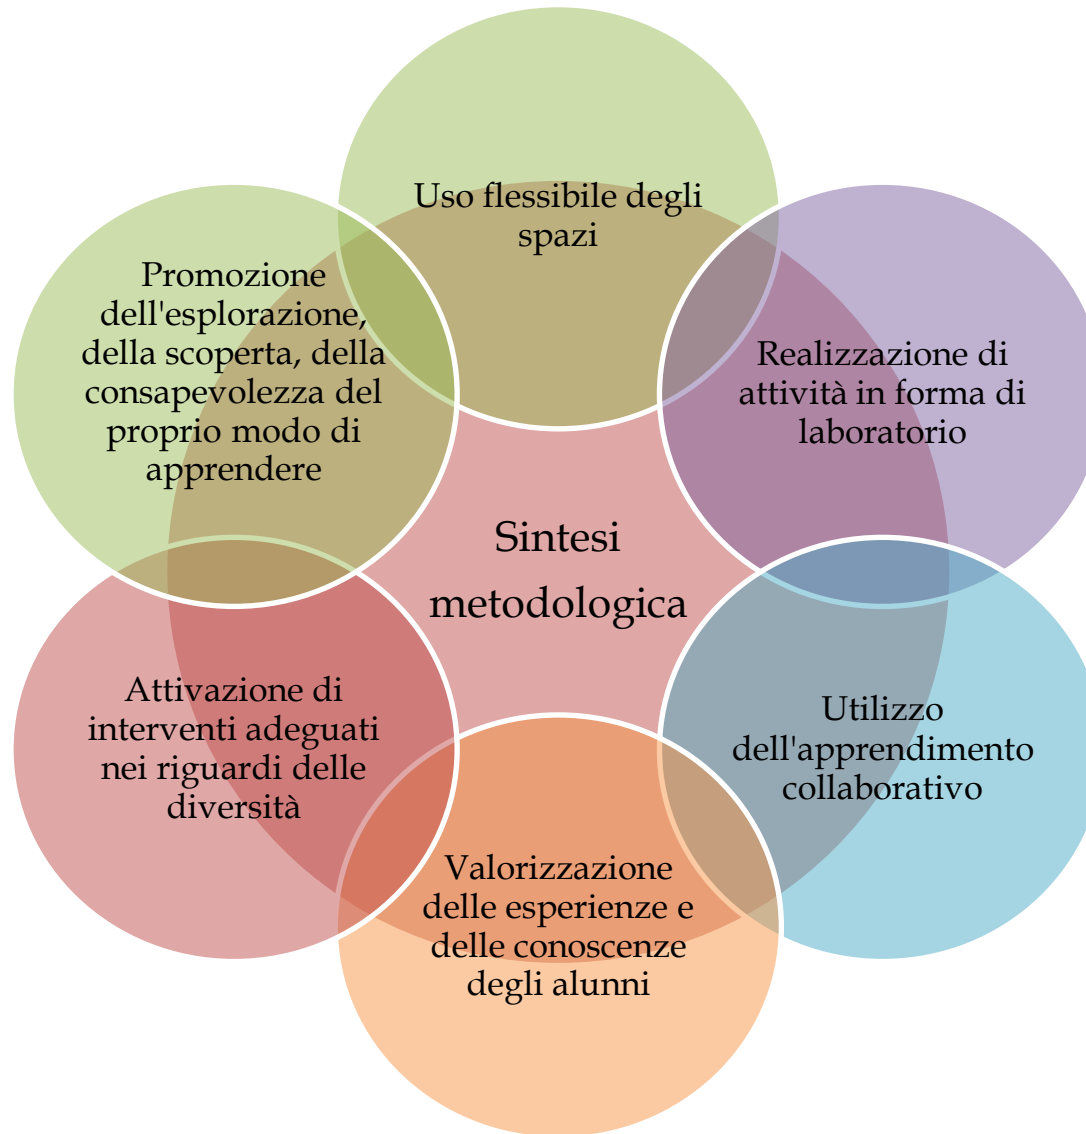 Uso flessibile degli
spazi
Promozione
dell'esplorazione,
della scoperta, della
consapevolezza del
proprio modo di
apprendere
Realizzazione di
attività in forma di
laboratorio
Sintesi
metodologica
Attivazione di
interventi adeguati
nei riguardi delle
diversità
Utilizzo
dell'apprendimento
collaborativo
Valorizzazione
delle esperienze e
delle conoscenze
degli alunni